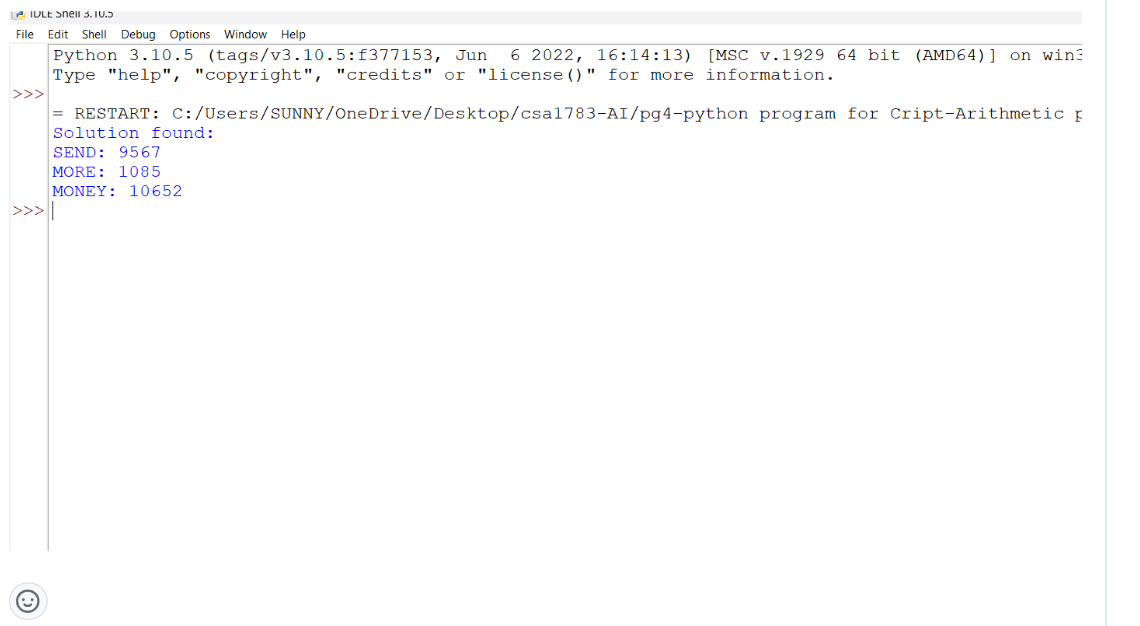 IDLE Shell 3.10.5
File Edit Shell Debug Options Window Help
Python 3.10.5 (tags/v3.10.5:f377153, Jun  6 2022, 16:14:13) [MSC v.1929 64 bit (AMD64)] on win3
Type "help", "copyright", "credits" or "license()" for more information.
>>>
= RESTART: C:/Users/SUNNY/OneDrive/Desktop/csa1783-AI/pg4-python program for Cript-Arithmetic p
Solution found:
SEND: 9567
MORE: 1085
MONEY: 10652
>>>